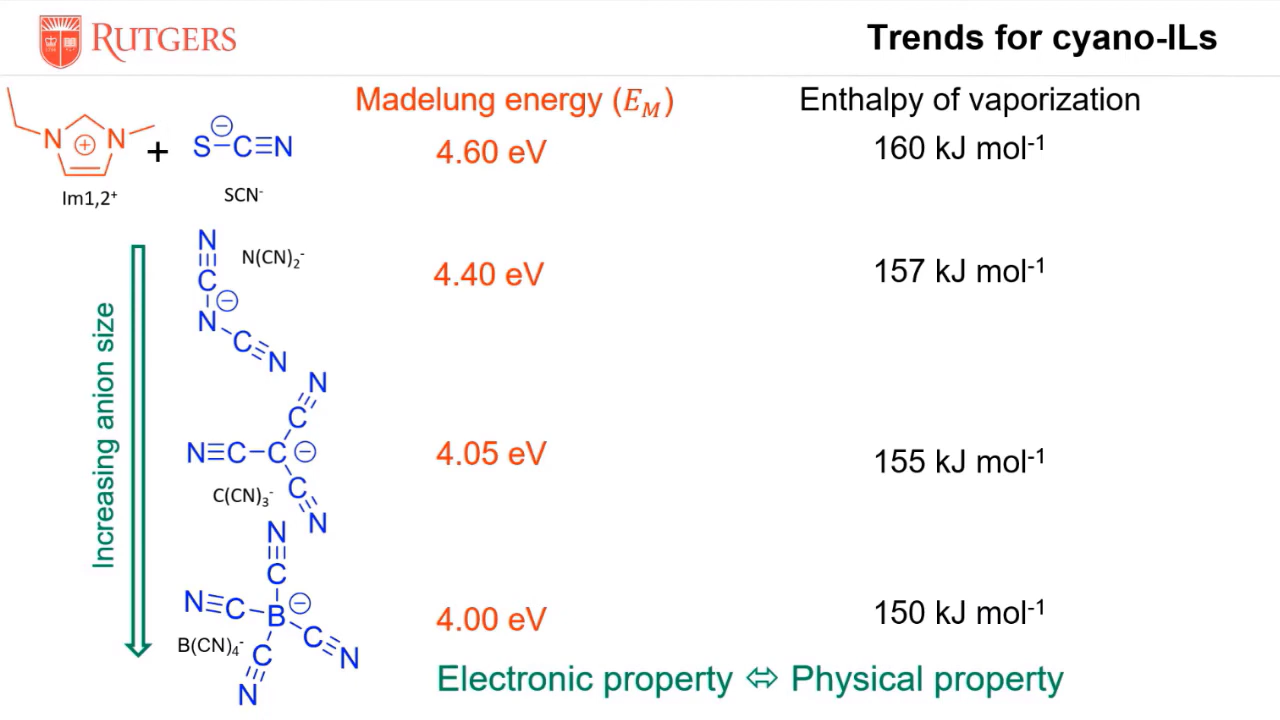 RUTGERS
Trends for cyano-ILs
Madelung energy (E_M)
Enthalpy of vaporization
N ⊕ N
+
S⊖–C≡N
4.60 eV
160 kJ mol⁻¹
Im1,2⁺
SCN⁻
N
C
⊖
N
C≡N
N(CN)₂⁻
4.40 eV
157 kJ mol⁻¹
Increasing anion size
N
C
N≡C–C⊖
C
N
C(CN)₃⁻
4.05 eV
155 kJ mol⁻¹
N
C
N≡C–B⊖
C≡N
C
N
B(CN)₄⁻
4.00 eV
150 kJ mol⁻¹
Electronic property ⇔ Physical property